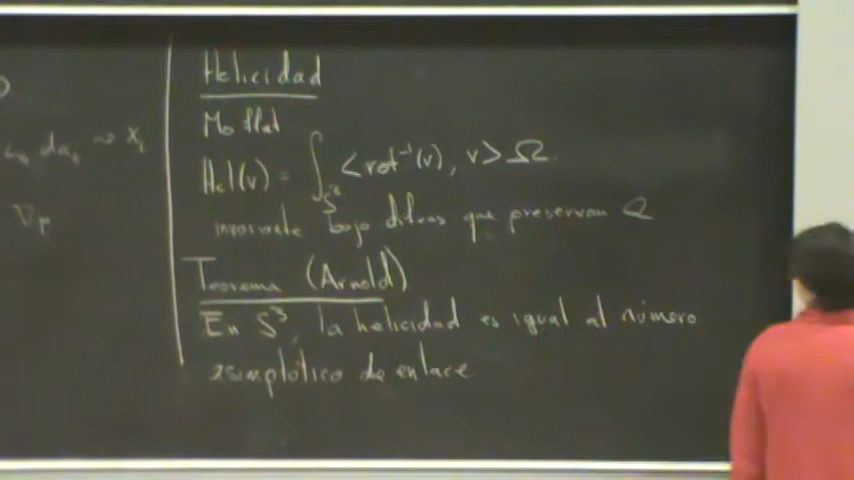 Helicidad
Moffat
Hel(v) = ∫_{S³} <rot⁻¹(v), v> Ω.
invariante bajo difeos que preservan Ω
Teorema (Arnold)
En S³, la helicidad es igual al número
asimptótico de enlace.
∇p